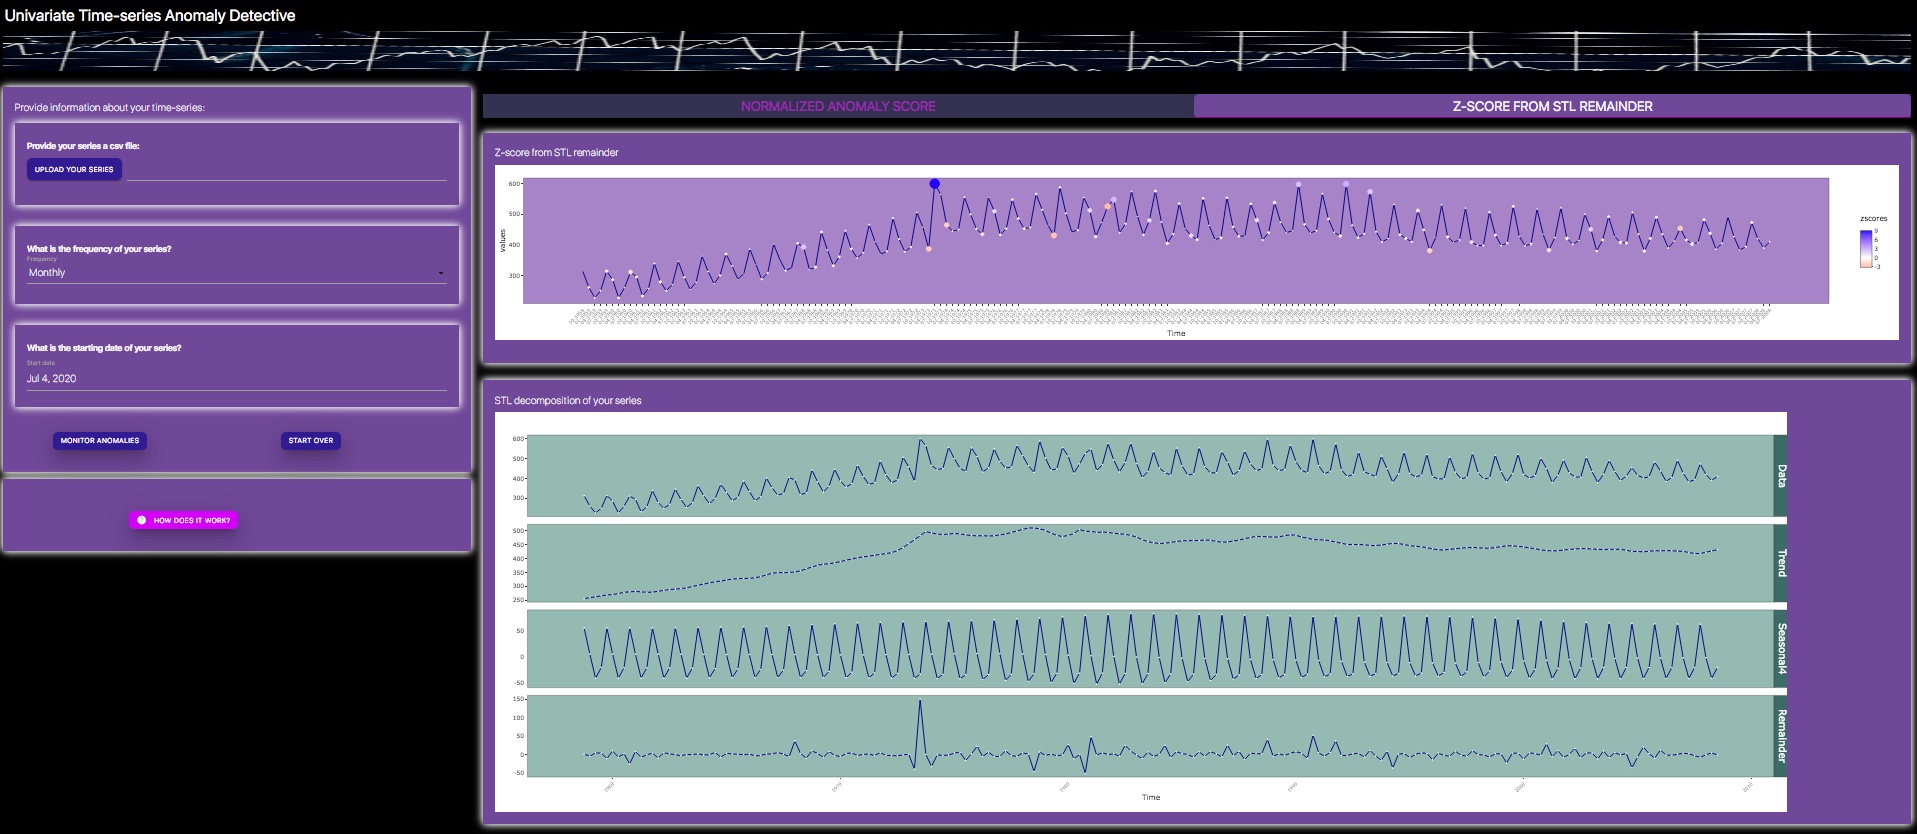 Univariate Time-series Anomaly Detective
Provide information about your time-series:
Provide your series a csv file:
UPLOAD YOUR SERIES
What is the frequency of your series?
Frequency
Monthly
What is the starting date of your series?
Start date
Jul 4, 2020
MONITOR ANOMALIES
START OVER
HOW DOES IT WORK?
NORMALIZED ANOMALY SCORE
Z-SCORE FROM STL REMAINDER
Z-score from STL remainder
values
600
500
400
300
Time
zscores
9
6
3
0
-3
STL decomposition of your series
600
500
400
300
Data
500
450
400
350
300
250
Trend
50
0
-50
Seasonal4
150
100
50
0
-50
Remainder
1960
1970
1980
1990
2000
2010
Time